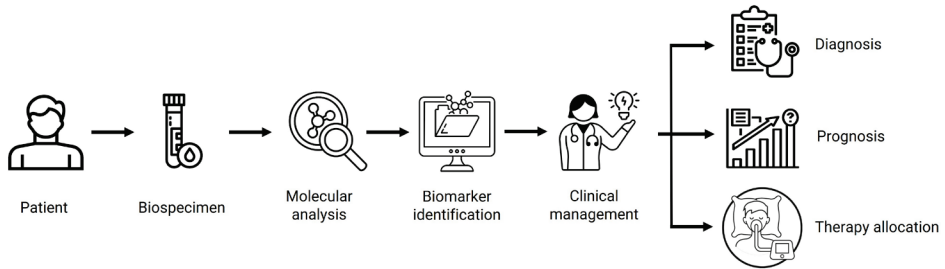 Patient
Biospecimen
Molecular
analysis
Biomarker
identification
Clinical
management
Diagnosis
?
Prognosis
Therapy allocation